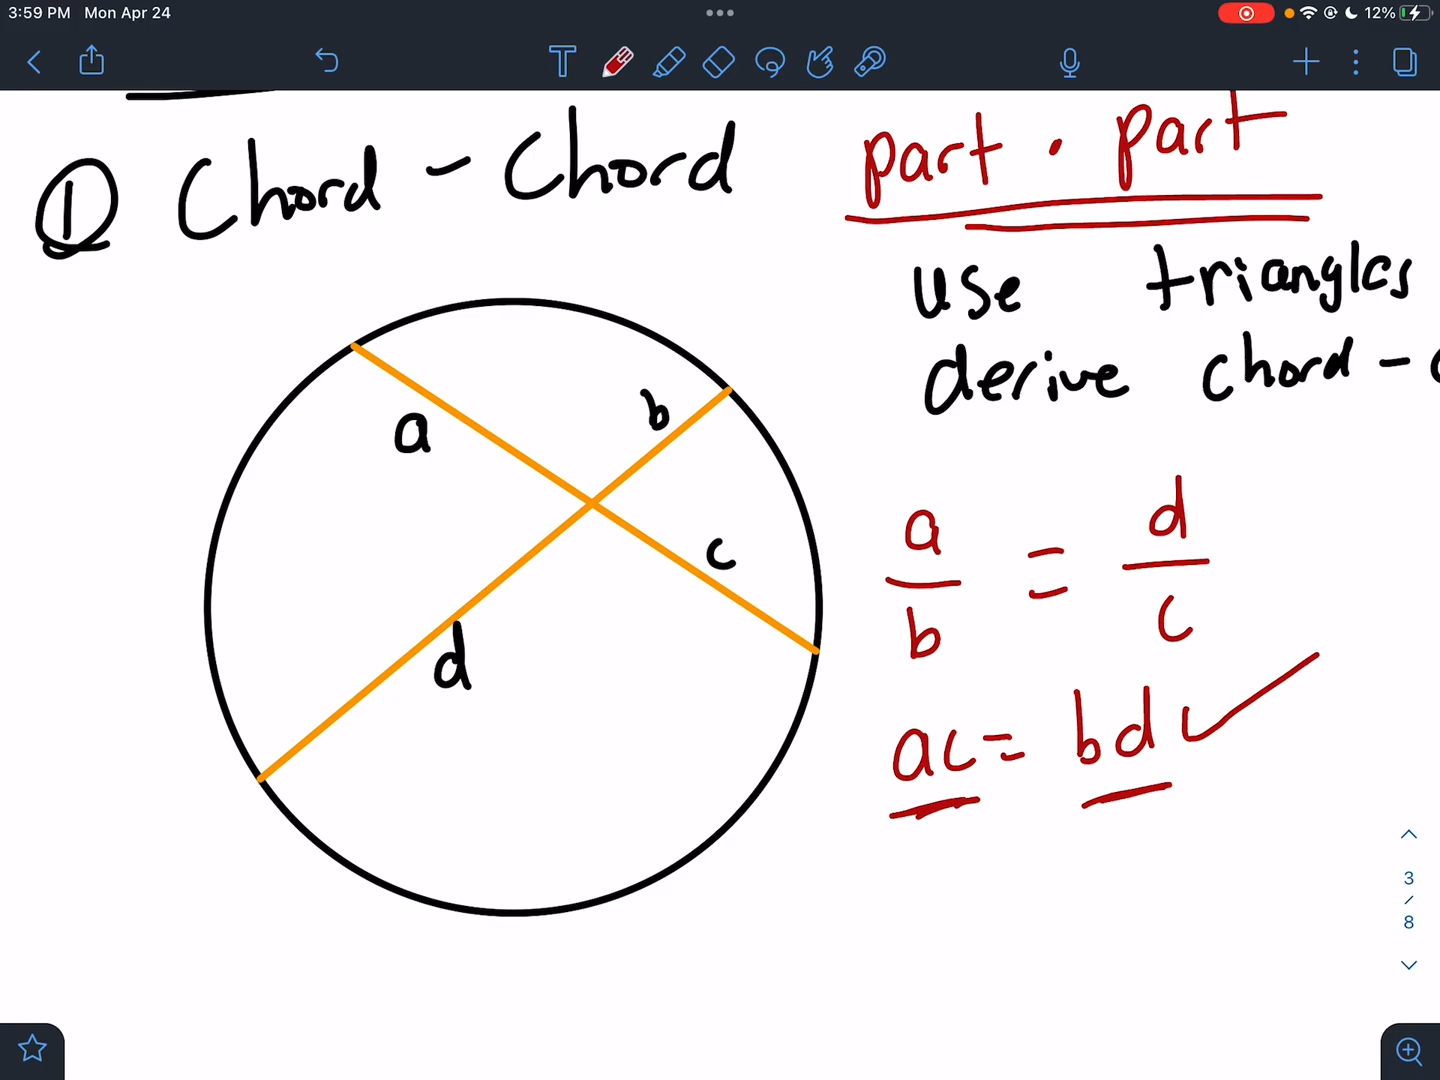 3:59 PM Mon Apr 24
12%
① Chord - Chord
part · part
use triangles
derive chord -
a
b
c
d
a/b = d/c
ac = bd ✓
3
/
8